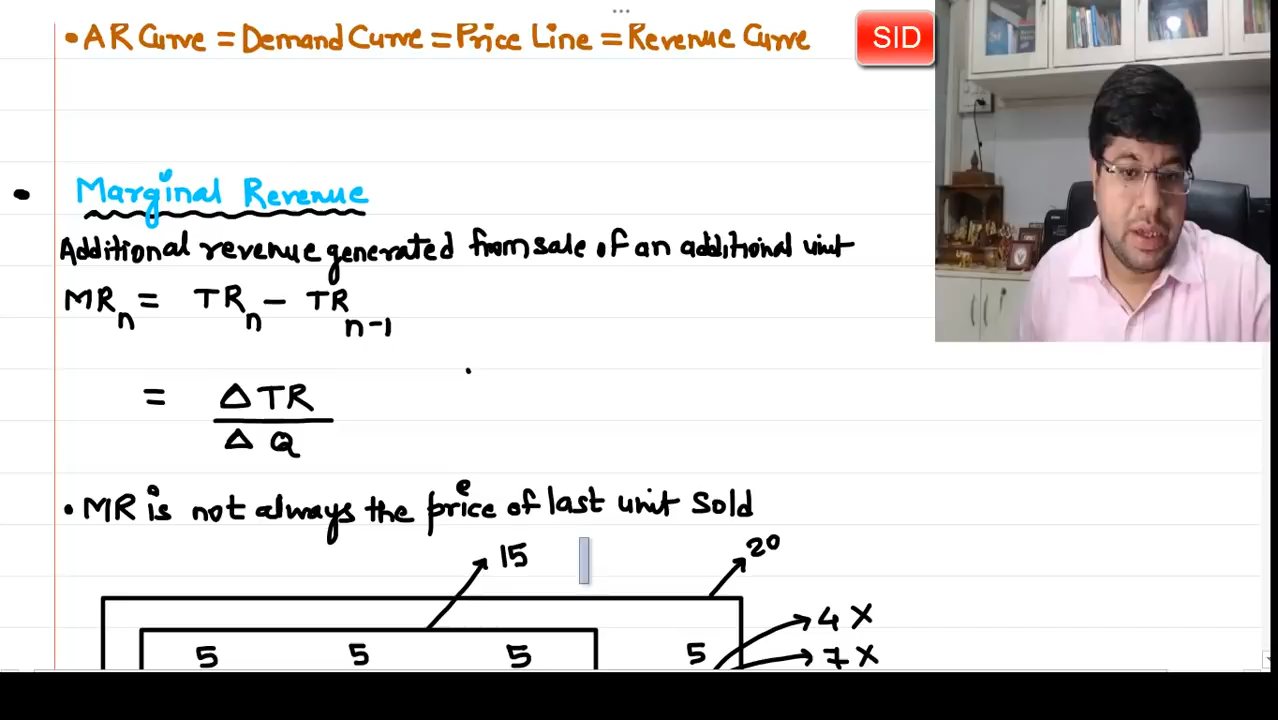 • AR Curve = Demand Curve = Price Line = Revenue Curve
SID
• Marginal Revenue
Additional revenue generated from sale of an additional unit
MRn = TRn - TRn-1
= ΔTR
ΔQ
• MR is not always the price of last unit Sold
15
20
4 X
5 5 5 5
7 X